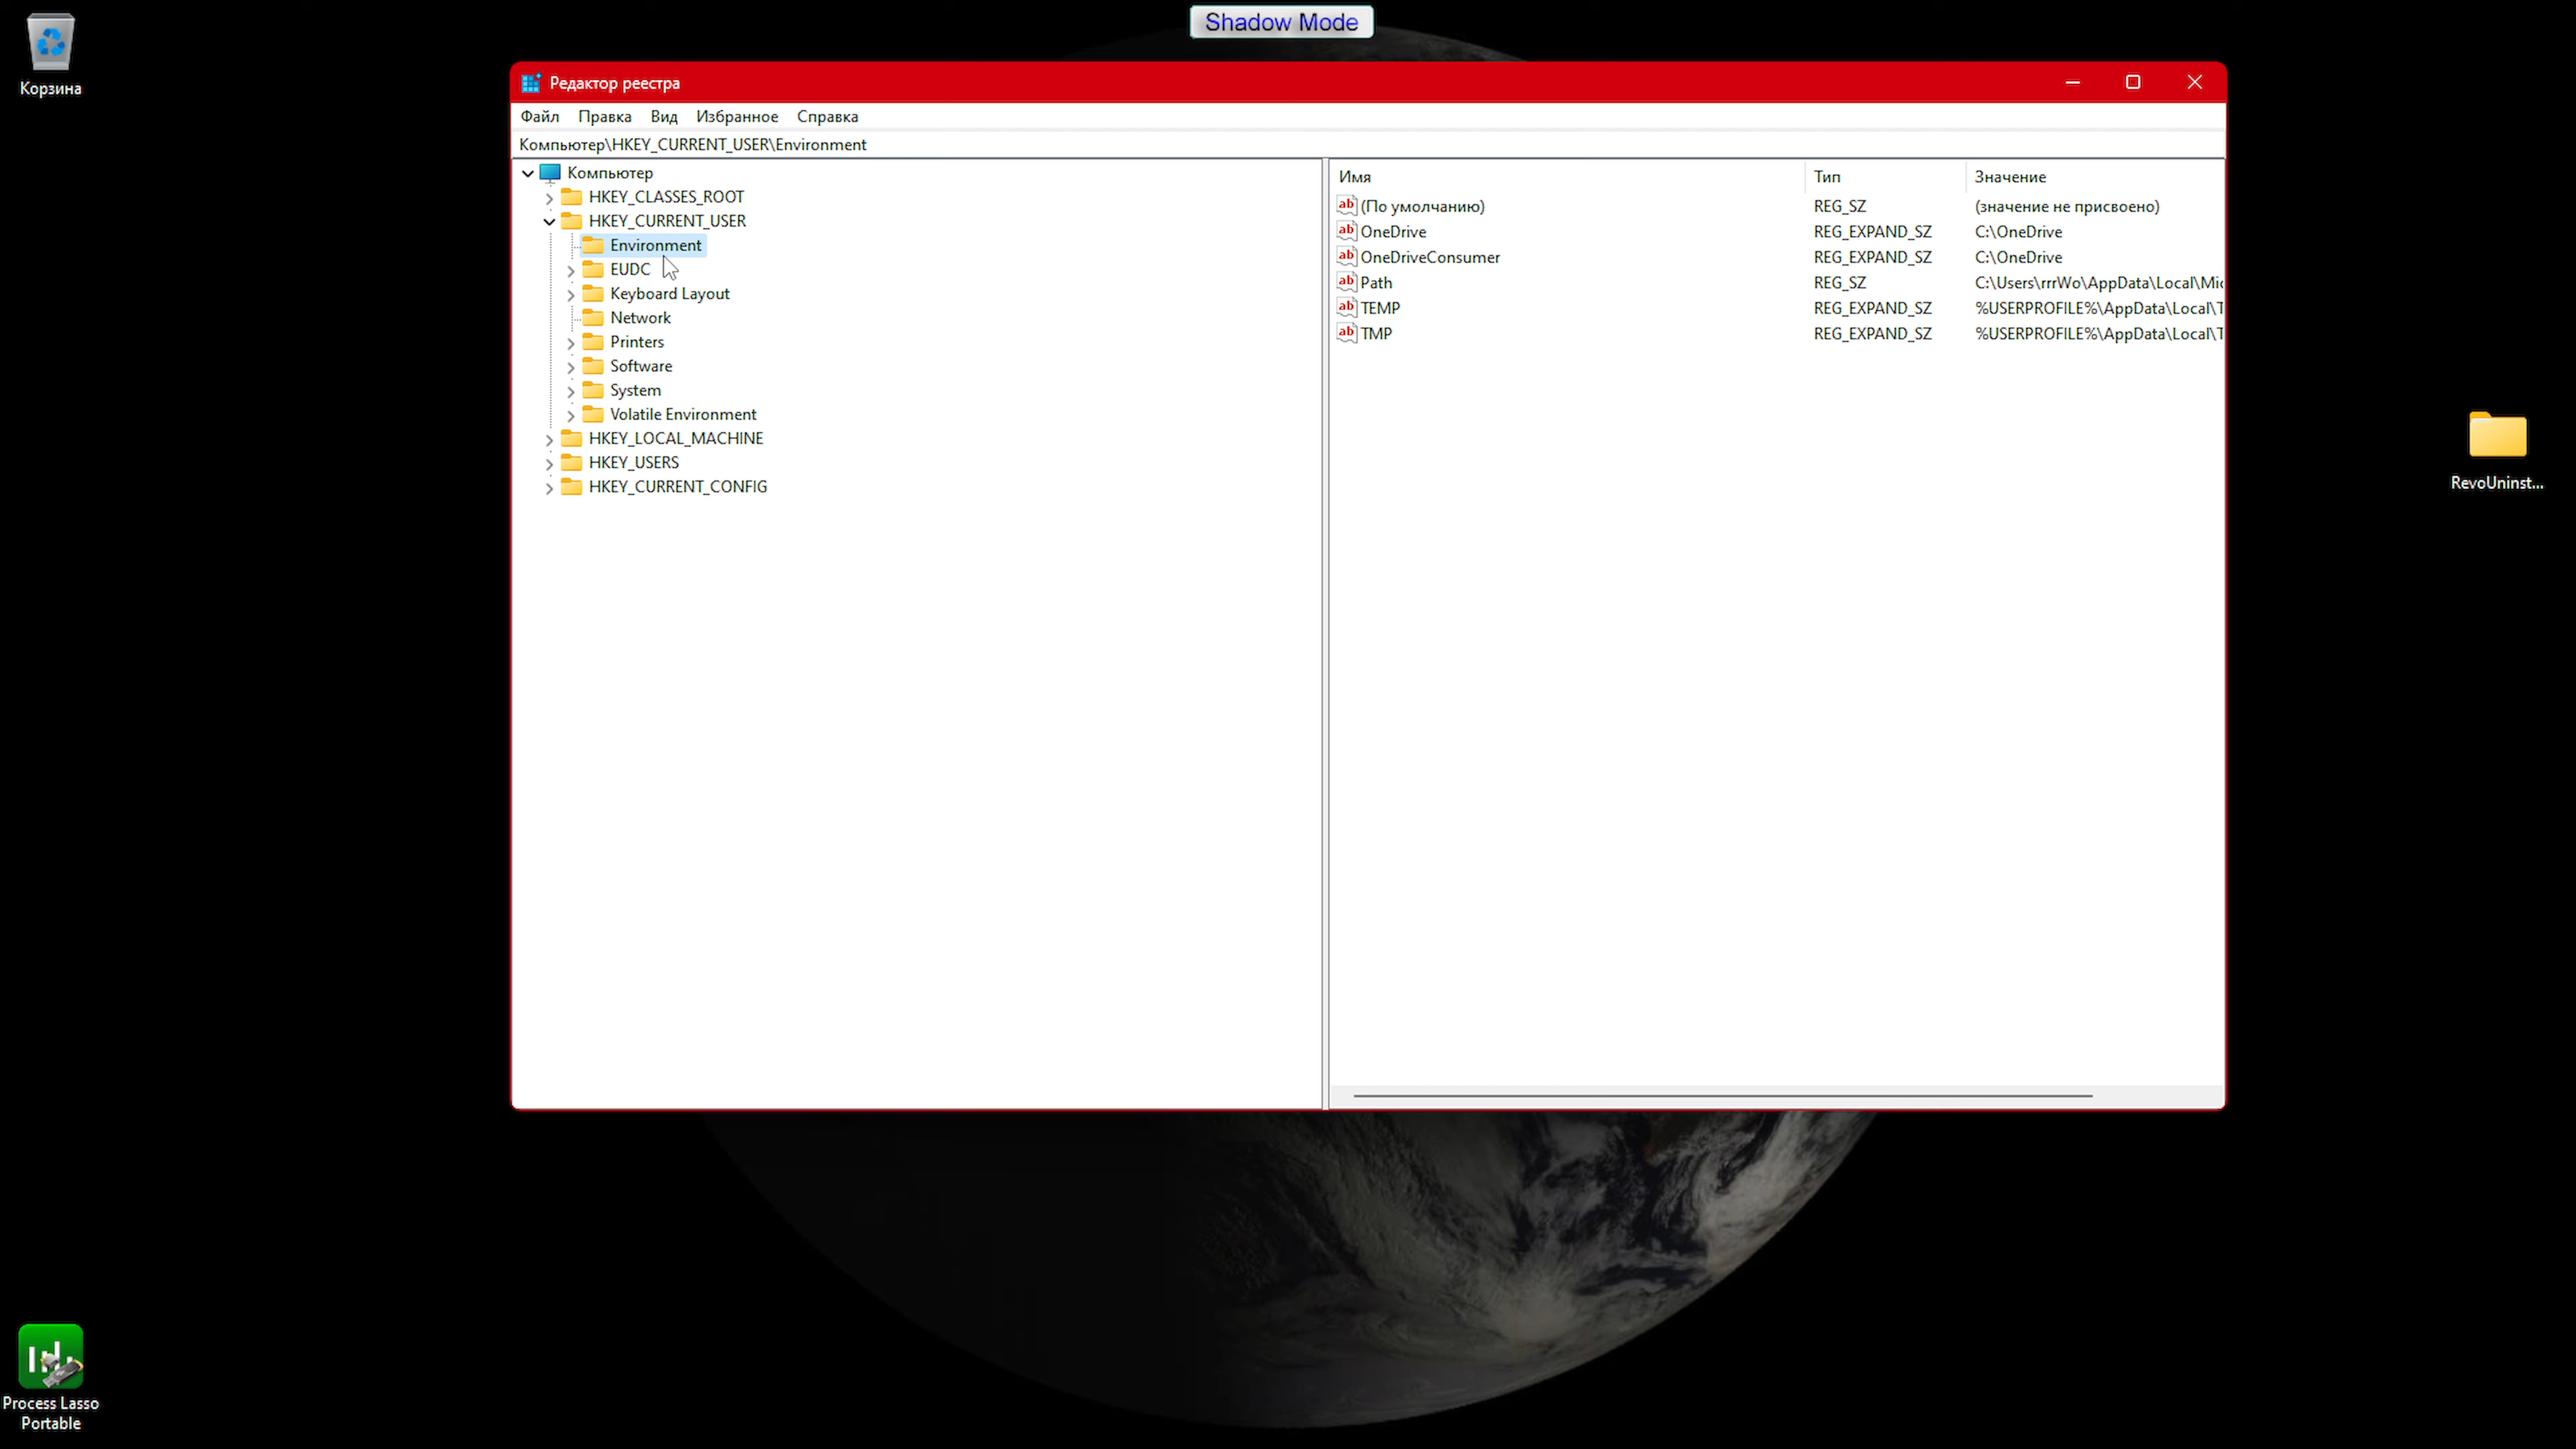 Shadow Mode
Корзина
Редактор реестра
Файл Правка Вид Избранное Справка
Компьютер\HKEY_CURRENT_USER\Environment
Компьютер
HKEY_CLASSES_ROOT
HKEY_CURRENT_USER
Environment
EUDC
Keyboard Layout
Network
Printers
Software
System
Volatile Environment
HKEY_LOCAL_MACHINE
HKEY_USERS
HKEY_CURRENT_CONFIG
Имя Тип Значение
(По умолчанию) REG_SZ (значение не присвоено)
OneDrive REG_EXPAND_SZ C:\OneDrive
OneDriveConsumer REG_EXPAND_SZ C:\OneDrive
Path REG_SZ C:\Users\rrrWo\AppData\Local\Mic
TEMP REG_EXPAND_SZ %USERPROFILE%\AppData\Local\T
TMP REG_EXPAND_SZ %USERPROFILE%\AppData\Local\T
RevoUninst...
Process Lasso
Portable